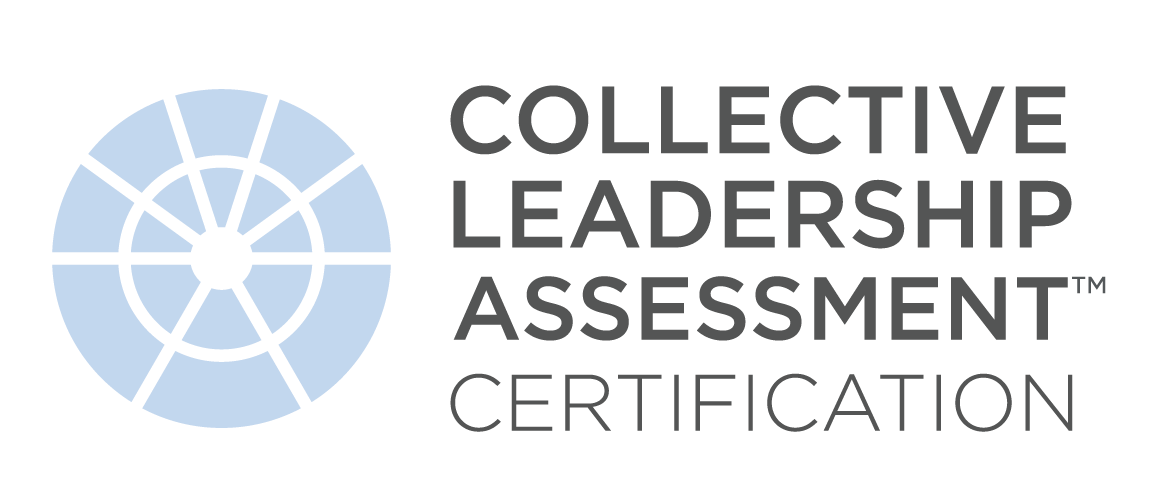 COLLECTIVE
LEADERSHIP
ASSESSMENT™
CERTIFICATION